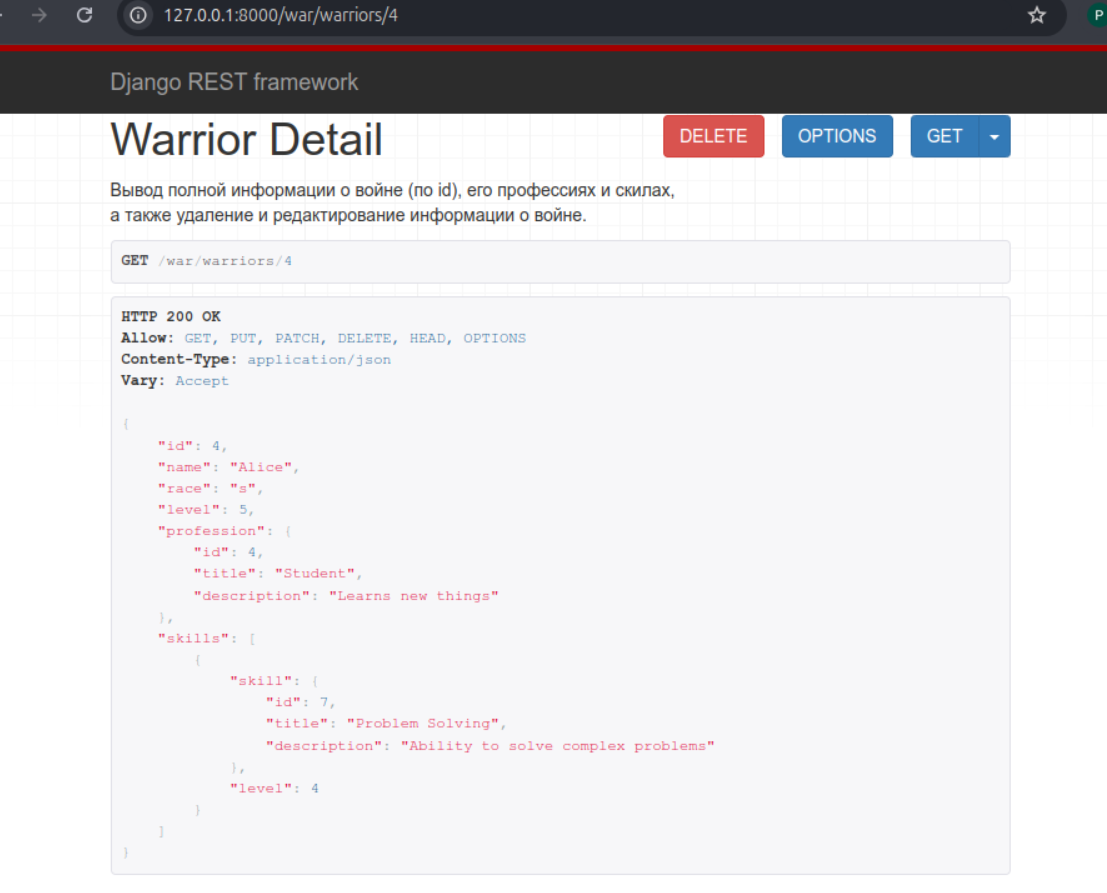 127.0.0.1:8000/war/warriors/4
P
Django REST framework
Warrior Detail
DELETE
OPTIONS
GET
Вывод полной информации о войне (по id), его профессиях и скилах,
а также удаление и редактирование информации о войне.
GET /war/warriors/4
HTTP 200 OK
Allow: GET, PUT, PATCH, DELETE, HEAD, OPTIONS
Content-Type: application/json
Vary: Accept
{
    "id": 4,
    "name": "Alice",
    "race": "s",
    "level": 5,
    "profession": {
        "id": 4,
        "title": "Student",
        "description": "Learns new things"
    },
    "skills": [
        {
            "skill": {
                "id": 7,
                "title": "Problem Solving",
                "description": "Ability to solve complex problems"
            },
            "level": 4
        }
    ]
}